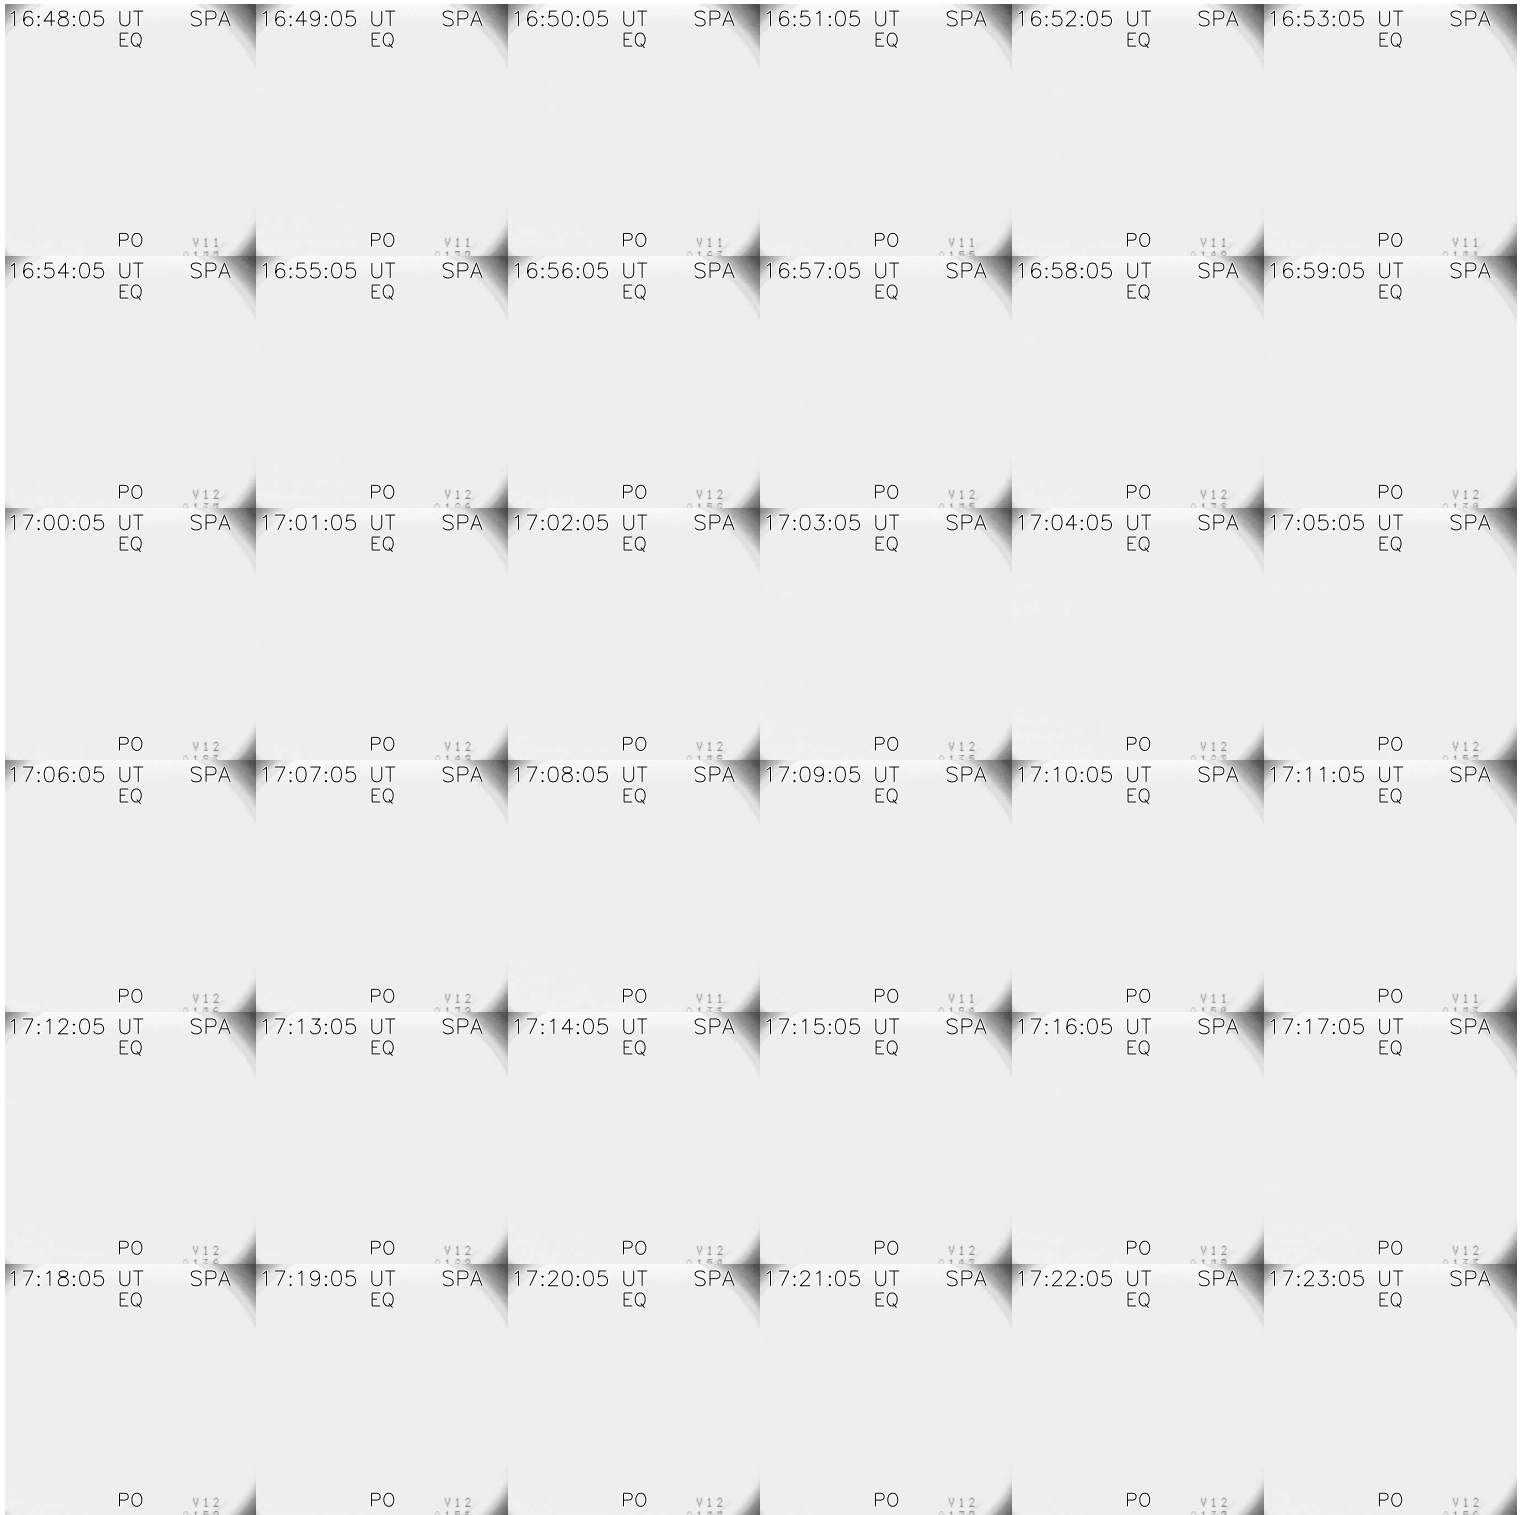 16:48:05 UT SPA 16:49:05 UT SPA 16:50:05 UT SPA 16:51:05 UT SPA 16:52:05 UT SPA 16:53:05 UT SPA
EQ EQ EQ EQ EQ EQ
PO V11 PO V11 PO V11 PO V11 PO V11 PO V11
16:54:05 UT SPA 16:55:05 UT SPA 16:56:05 UT SPA 16:57:05 UT SPA 16:58:05 UT SPA 16:59:05 UT SPA
EQ EQ EQ EQ EQ EQ
PO V12 PO V12 PO V12 PO V12 PO V12 PO V12
17:00:05 UT SPA 17:01:05 UT SPA 17:02:05 UT SPA 17:03:05 UT SPA 17:04:05 UT SPA 17:05:05 UT SPA
EQ EQ EQ EQ EQ EQ
PO V12 PO V12 PO V12 PO V12 PO V12 PO V12
17:06:05 UT SPA 17:07:05 UT SPA 17:08:05 UT SPA 17:09:05 UT SPA 17:10:05 UT SPA 17:11:05 UT SPA
EQ EQ EQ EQ EQ EQ
PO V12 PO V12 PO V11 PO V11 PO V11 PO V11
17:12:05 UT SPA 17:13:05 UT SPA 17:14:05 UT SPA 17:15:05 UT SPA 17:16:05 UT SPA 17:17:05 UT SPA
EQ EQ EQ EQ EQ EQ
PO V12 PO V12 PO V12 PO V12 PO V12 PO V12
17:18:05 UT SPA 17:19:05 UT SPA 17:20:05 UT SPA 17:21:05 UT SPA 17:22:05 UT SPA 17:23:05 UT SPA
EQ EQ EQ EQ EQ EQ
PO V12 PO V12 PO V12 PO V12 PO V12 PO V12